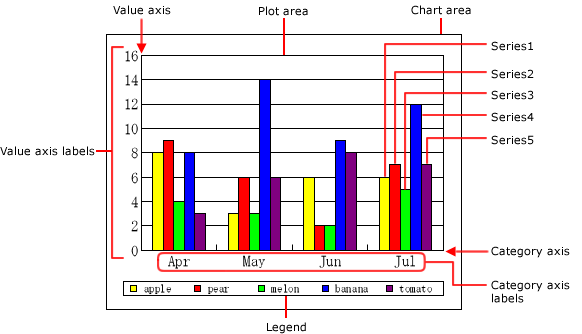 Value axis
Plot area
Chart area
16
14
12
10
8
6
4
2
0
Value axis labels
Series1
Series2
Series3
Series4
Series5
Category axis
Apr May Jun Jul
Category axis
labels
apple pear melon banana tomato
Legend